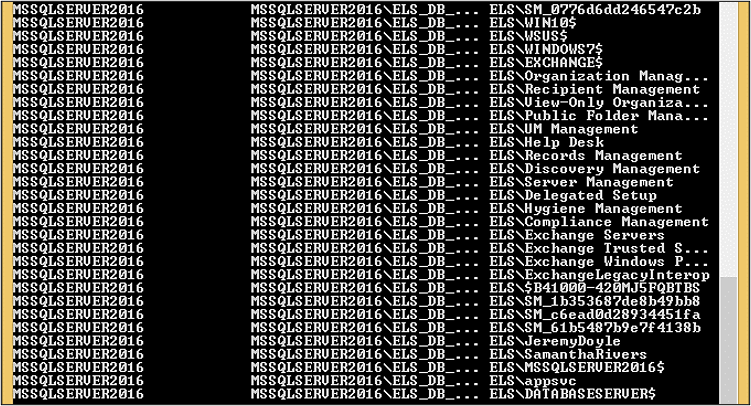 MSSQLSERVER2016 MSSQLSERVER2016\ELS_DB_... ELS\SM_0776d6dd246547c2b
MSSQLSERVER2016 MSSQLSERVER2016\ELS_DB_... ELS\WIN10$
MSSQLSERVER2016 MSSQLSERVER2016\ELS_DB_... ELS\WSUS$
MSSQLSERVER2016 MSSQLSERVER2016\ELS_DB_... ELS\WINDOWS7$
MSSQLSERVER2016 MSSQLSERVER2016\ELS_DB_... ELS\EXCHANGE$
MSSQLSERVER2016 MSSQLSERVER2016\ELS_DB_... ELS\Organization Manag...
MSSQLSERVER2016 MSSQLSERVER2016\ELS_DB_... ELS\Recipient Management
MSSQLSERVER2016 MSSQLSERVER2016\ELS_DB_... ELS\View-Only Organiza...
MSSQLSERVER2016 MSSQLSERVER2016\ELS_DB_... ELS\Public Folder Mana...
MSSQLSERVER2016 MSSQLSERVER2016\ELS_DB_... ELS\UM Management
MSSQLSERVER2016 MSSQLSERVER2016\ELS_DB_... ELS\Help Desk
MSSQLSERVER2016 MSSQLSERVER2016\ELS_DB_... ELS\Records Management
MSSQLSERVER2016 MSSQLSERVER2016\ELS_DB_... ELS\Discovery Management
MSSQLSERVER2016 MSSQLSERVER2016\ELS_DB_... ELS\Server Management
MSSQLSERVER2016 MSSQLSERVER2016\ELS_DB_... ELS\Delegated Setup
MSSQLSERVER2016 MSSQLSERVER2016\ELS_DB_... ELS\Hygiene Management
MSSQLSERVER2016 MSSQLSERVER2016\ELS_DB_... ELS\Compliance Management
MSSQLSERVER2016 MSSQLSERVER2016\ELS_DB_... ELS\Exchange Servers
MSSQLSERVER2016 MSSQLSERVER2016\ELS_DB_... ELS\Exchange Trusted S...
MSSQLSERVER2016 MSSQLSERVER2016\ELS_DB_... ELS\Exchange Windows P...
MSSQLSERVER2016 MSSQLSERVER2016\ELS_DB_... ELS\ExchangeLegacyInterop
MSSQLSERVER2016 MSSQLSERVER2016\ELS_DB_... ELS\$B41000-420MJ5FQBTBS
MSSQLSERVER2016 MSSQLSERVER2016\ELS_DB_... ELS\SM_1b353687de8b49bb8
MSSQLSERVER2016 MSSQLSERVER2016\ELS_DB_... ELS\SM_c6ead0d28934451fa
MSSQLSERVER2016 MSSQLSERVER2016\ELS_DB_... ELS\SM_61b5487b9e7f4138b
MSSQLSERVER2016 MSSQLSERVER2016\ELS_DB_... ELS\JeremyDoyle
MSSQLSERVER2016 MSSQLSERVER2016\ELS_DB_... ELS\SamanthaRivers
MSSQLSERVER2016 MSSQLSERVER2016\ELS_DB_... ELS\MSSQLSERVER2016$
MSSQLSERVER2016 MSSQLSERVER2016\ELS_DB_... ELS\appsvc
MSSQLSERVER2016 MSSQLSERVER2016\ELS_DB_... ELS\DATABASESERVER$